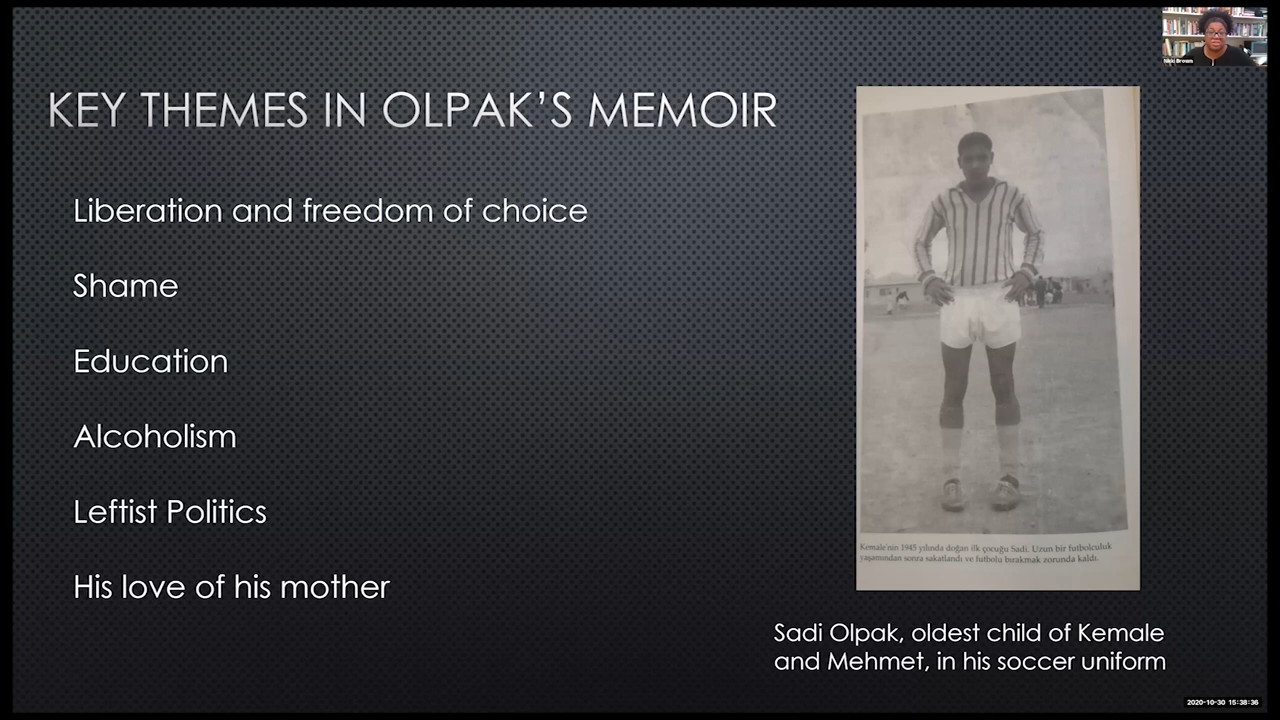 Nikki Brown
KEY THEMES IN OLPAK’S MEMOIR
Liberation and freedom of choice
Shame
Education
Alcoholism
Leftist Politics
His love of his mother
Kemale'nin 1945 yılında doğan ilk çocuğu Sadi. Uzun bir futbolculuk
yaşamından sonra sakatlandı ve futbolu bırakmak zorunda kaldı.
Sadi Olpak, oldest child of Kemale
and Mehmet, in his soccer uniform
2020-10-30 15:38:36